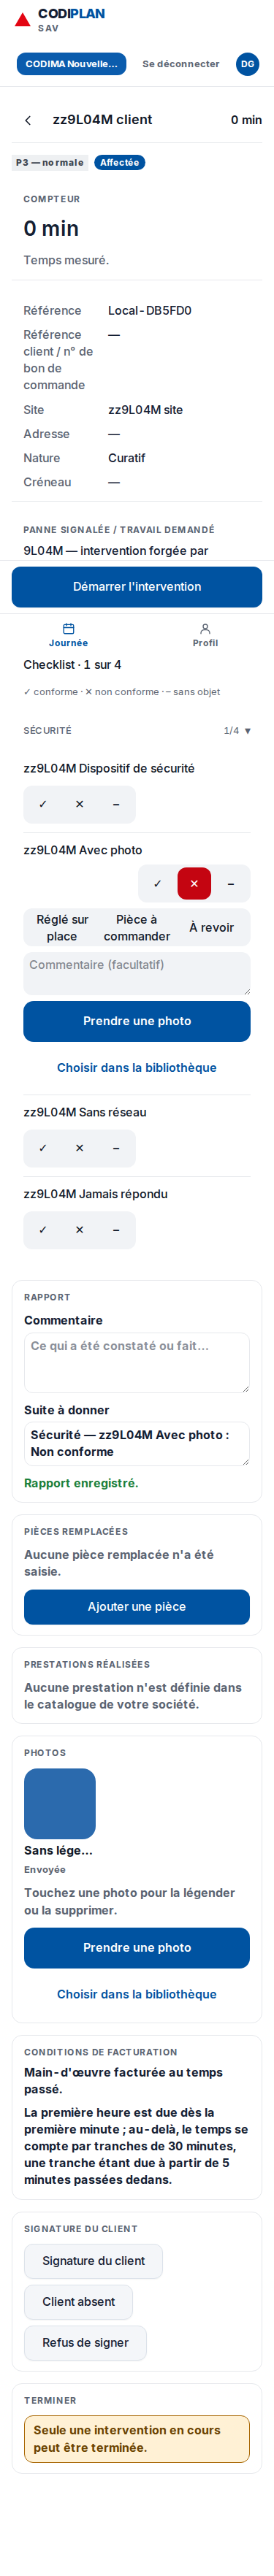 CODIPLAN
SAV
CODIMA Nouvelle...
Se déconnecter
DG
zz9L04M client
0 min
P3 — normale
Affectée
COMPTEUR
0 min
Temps mesuré.
Référence
Local-DB5FD0
Référence
client / n° de
bon de
commande
—
Site
zz9L04M site
Adresse
—
Nature
Curatif
Créneau
—
PANNE SIGNALÉE / TRAVAIL DEMANDÉ
9L04M — intervention forgée par
Démarrer l'intervention
Journée
Profil
Checklist · 1 sur 4
✓ conforme · ✕ non conforme · – sans objet
SÉCURITÉ
1/4 ▼
zz9L04M Dispositif de sécurité
✓ ✕ –
zz9L04M Avec photo
✓ ✕ –
Réglé sur
place
Pièce à
commander
À revoir
Commentaire (facultatif)
Prendre une photo
Choisir dans la bibliothèque
zz9L04M Sans réseau
✓ ✕ –
zz9L04M Jamais répondu
✓ ✕ –
RAPPORT
Commentaire
Ce qui a été constaté ou fait...
Suite à donner
Sécurité — zz9L04M Avec photo :
Non conforme
Rapport enregistré.
PIÈCES REMPLACÉES
Aucune pièce remplacée n'a été
saisie.
Ajouter une pièce
PRESTATIONS RÉALISÉES
Aucune prestation n'est définie dans
le catalogue de votre société.
PHOTOS
Sans lége...
Envoyée
Touchez une photo pour la légender
ou la supprimer.
Prendre une photo
Choisir dans la bibliothèque
CONDITIONS DE FACTURATION
Main-d'œuvre facturée au temps
passé.
La première heure est due dès la
première minute ; au-delà, le temps se
compte par tranches de 30 minutes,
une tranche étant due à partir de 5
minutes passées dedans.
SIGNATURE DU CLIENT
Signature du client
Client absent
Refus de signer
TERMINER
Seule une intervention en cours
peut être terminée.